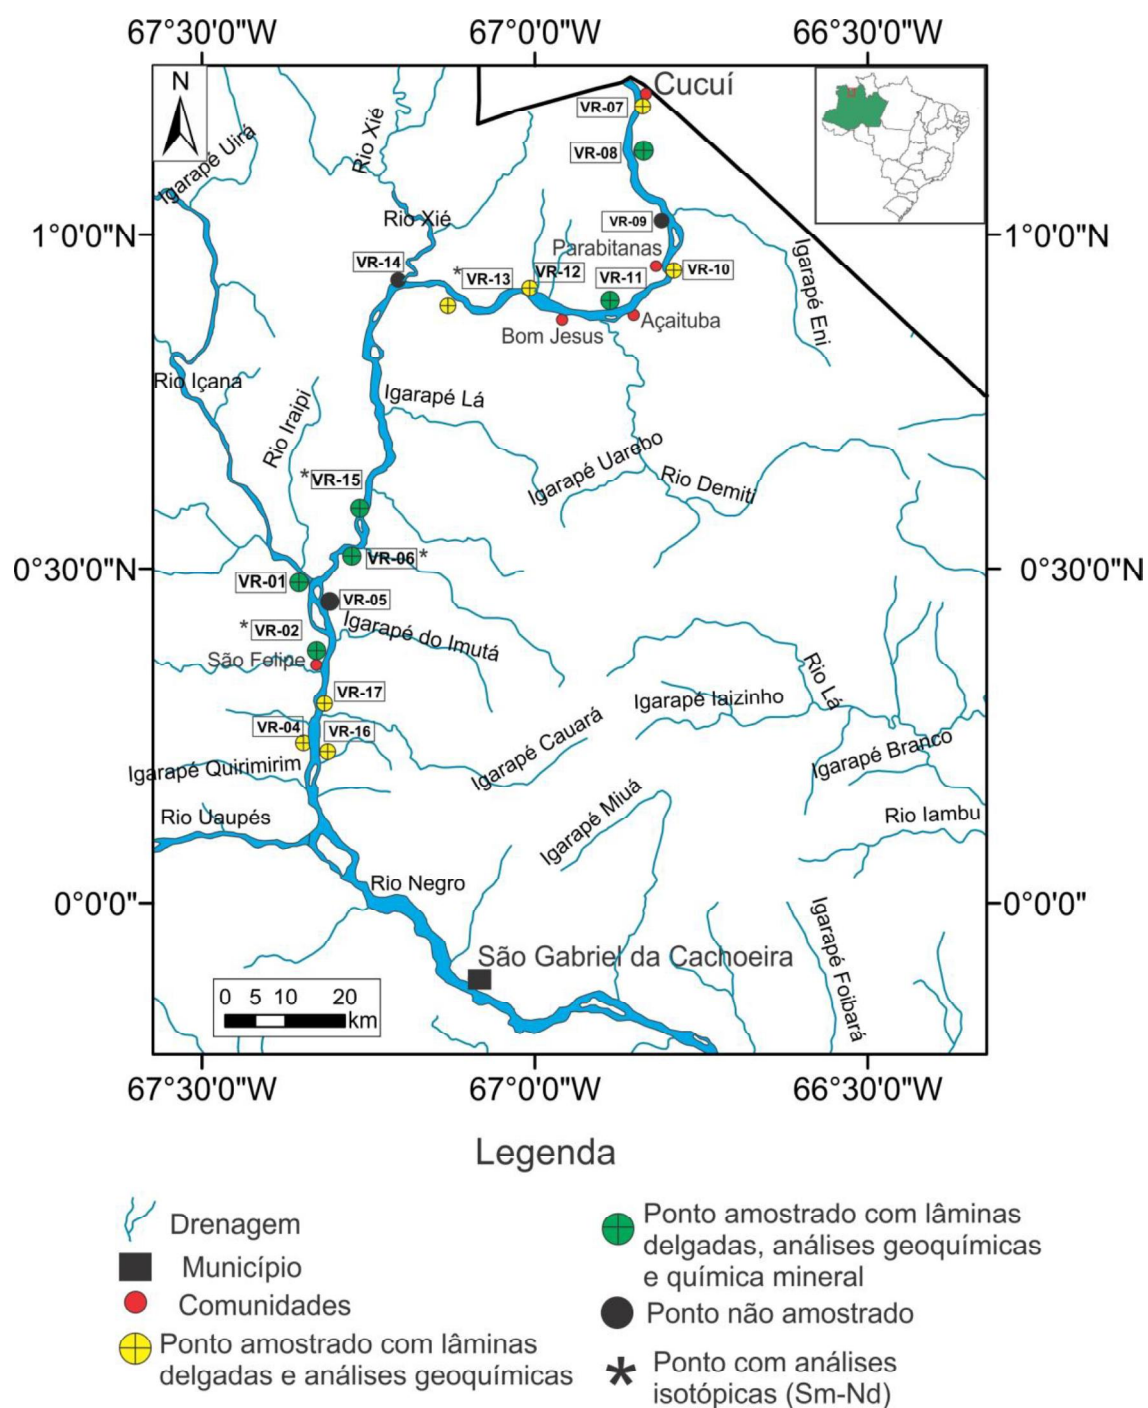 67°30'0"W
67°0'0"W
66°30'0"W
N
Cucuí
VR-07
VR-08
Igarapé Uirá
Rio Xié
Rio Xié
VR-09
1°0'0"N
1°0'0"N
Parabitanas
VR-14
*VR-13
VR-12
VR-11
VR-10
Igarapé Eni
Bom Jesus
Açaituba
Rio Içana
Rio Iraipi
Igarapé Lá
Igarapé Uarebo
Rio Demiti
*VR-15
VR-06*
0°30'0"N
0°30'0"N
VR-01
VR-05
*VR-02
Igarapé do Imutá
São Felipe
Rio Lá
VR-17
Igarapé Iaizinho
VR-04
VR-16
Igarapé Cauará
Igarapé Branco
Igarapé Quirimirim
Rio Uaupés
Igarapé Miuá
Rio Iambu
Rio Negro
0°0'0"
0°0'0"
Igarapé Foibará
São Gabriel da Cachoeira
0 5 10 20
km
67°30'0"W
67°0'0"W
66°30'0"W
Legenda
Drenagem
Município
Comunidades
Ponto amostrado com lâminas
delgadas e análises geoquímicas
Ponto amostrado com lâminas
delgadas, análises geoquímicas
e química mineral
Ponto não amostrado
* Ponto com análises
isotópicas (Sm-Nd)